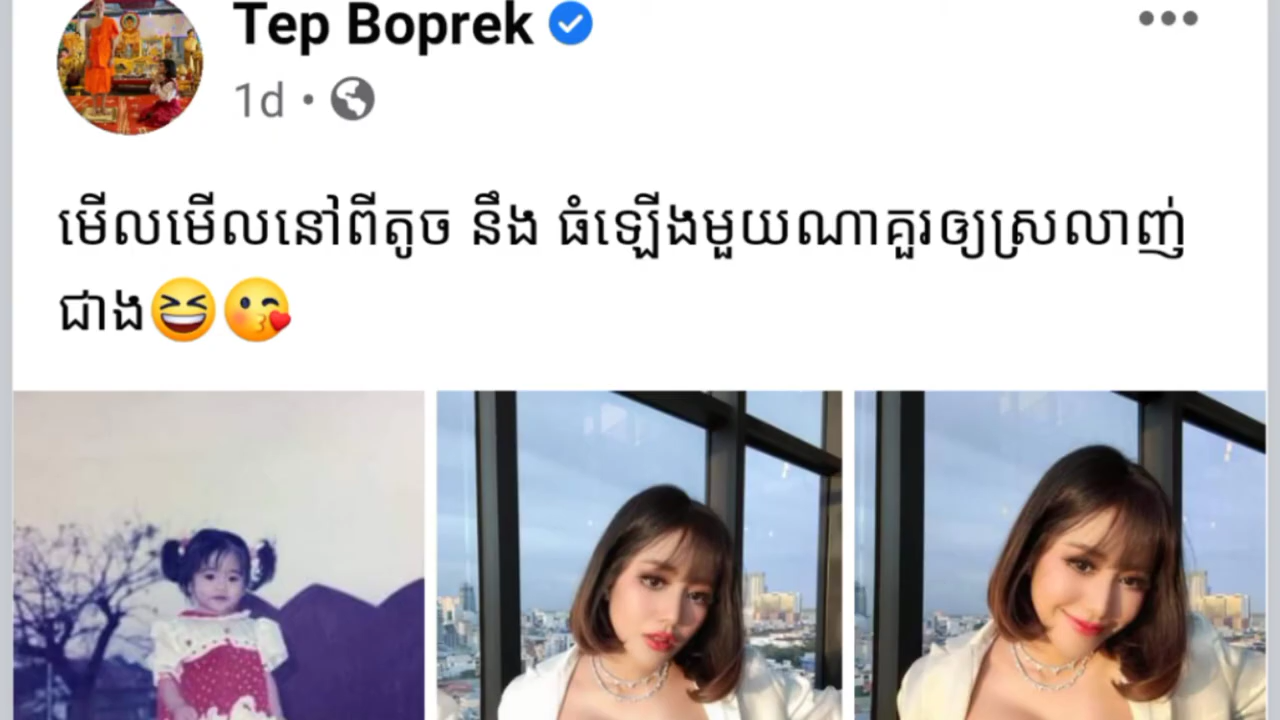 Tep Boprek
1d •
មើលមើលនៅពីតូច នឹង ធំឡើងមួយណាគួរឲ្យស្រលាញ់
ជាង😆😘